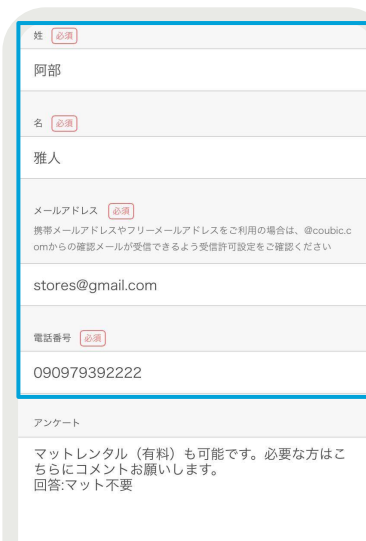 姓 必須
阿部
名 必須
雅人
メールアドレス 必須
携帯メールアドレスやフリーメールアドレスをご利用の場合は、@coubic.c
omからの確認メールが受信できるよう受信許可設定をご確認ください
stores@gmail.com
電話番号 必須
090979392222
アンケート
マットレンタル（有料）も可能です。必要な方はこ
ちらにコメントお願いします。
回答:マット不要